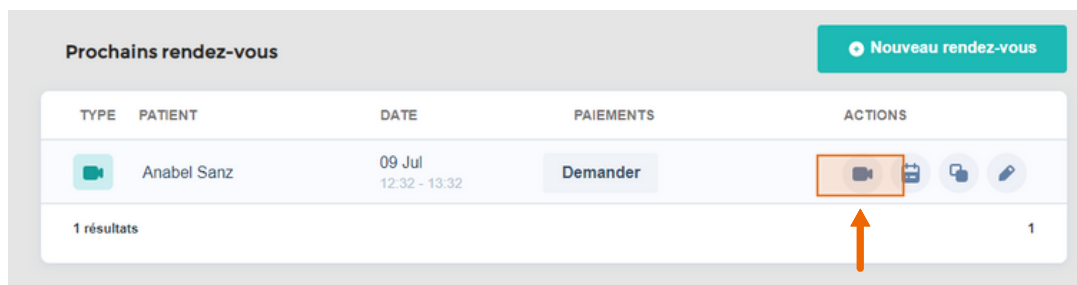 Prochains rendez-vous
Nouveau rendez-vous
TYPE PATIENT DATE PAIEMENTS ACTIONS
Anabel Sanz 09 Jul Demander
12:32 - 13:32
1 résultats 1